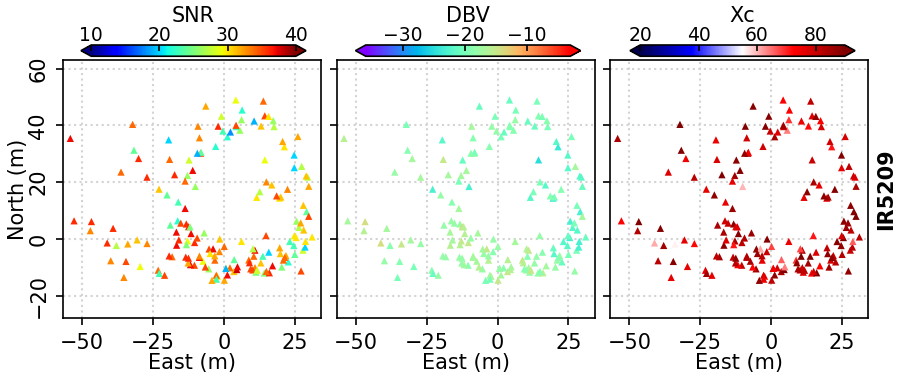 SNR DBV Xc
10 20 30 40 −30 −20 −10 20 40 60 80
60
40
20
0
−20
North (m)
−50 −25 0 25 −50 −25 0 25 −50 −25 0 25
East (m) East (m) East (m)
IR5209